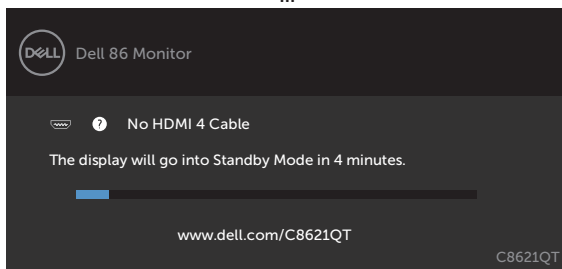 ...
DELL
Dell 86 Monitor
? No HDMI 4 Cable
The display will go into Standby Mode in 4 minutes.
www.dell.com/C8621QT
C8621QT